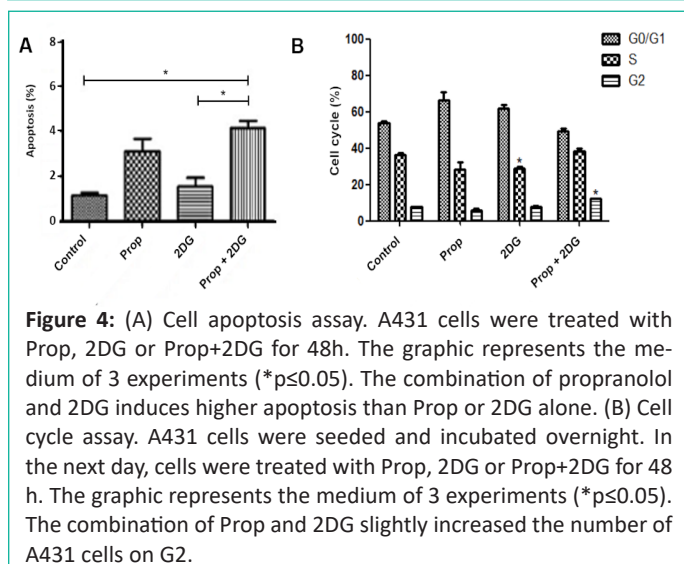 A
B
8
6
4
2
0
Apoptosis (%)
*
*
Control
Prop
2DG
Prop + 2DG
100
80
60
40
20
0
Cell cycle (%)
G0/G1
S
G2
*
*
Control
Prop
2DG
Prop + 2DG
Figure 4: (A) Cell apoptosis assay. A431 cells were treated with
Prop, 2DG or Prop+2DG for 48h. The graphic represents the me-
dium of 3 experiments (*p≤0.05). The combination of propranolol
and 2DG induces higher apoptosis than Prop or 2DG alone. (B) Cell
cycle assay. A431 cells were seeded and incubated overnight. In
the next day, cells were treated with Prop, 2DG or Prop+2DG for 48
h. The graphic represents the medium of 3 experiments (*p≤0.05).
The combination of Prop and 2DG slightly increased the number of
A431 cells on G2.